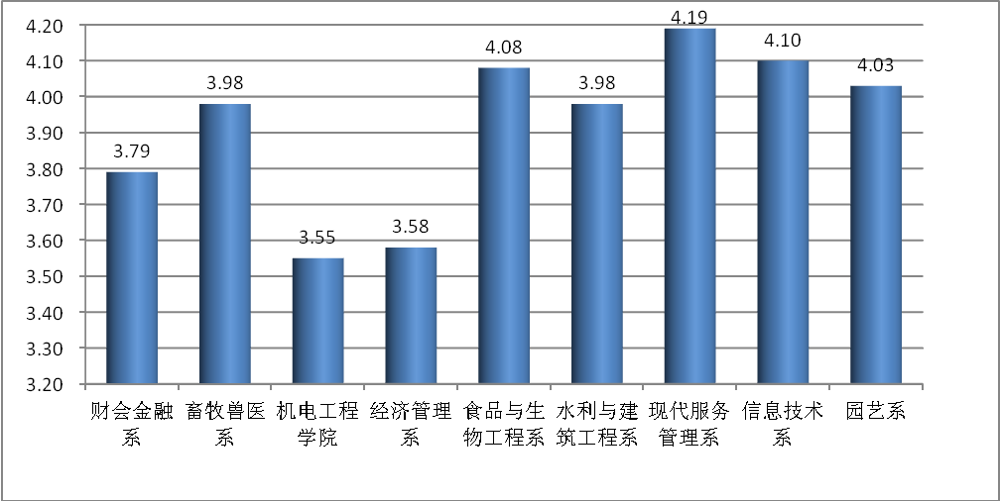 4.20
4.10
4.00
3.90
3.80
3.70
3.60
3.50
3.40
3.30
3.20
3.79
3.98
3.55
3.58
4.08
3.98
4.19
4.10
4.03
财会金融
系
畜牧兽医
系
机电工程
学院
经济管理
系
食品与生
物工程系
水利与建
筑工程系
现代服务
管理系
信息技术
系
园艺系